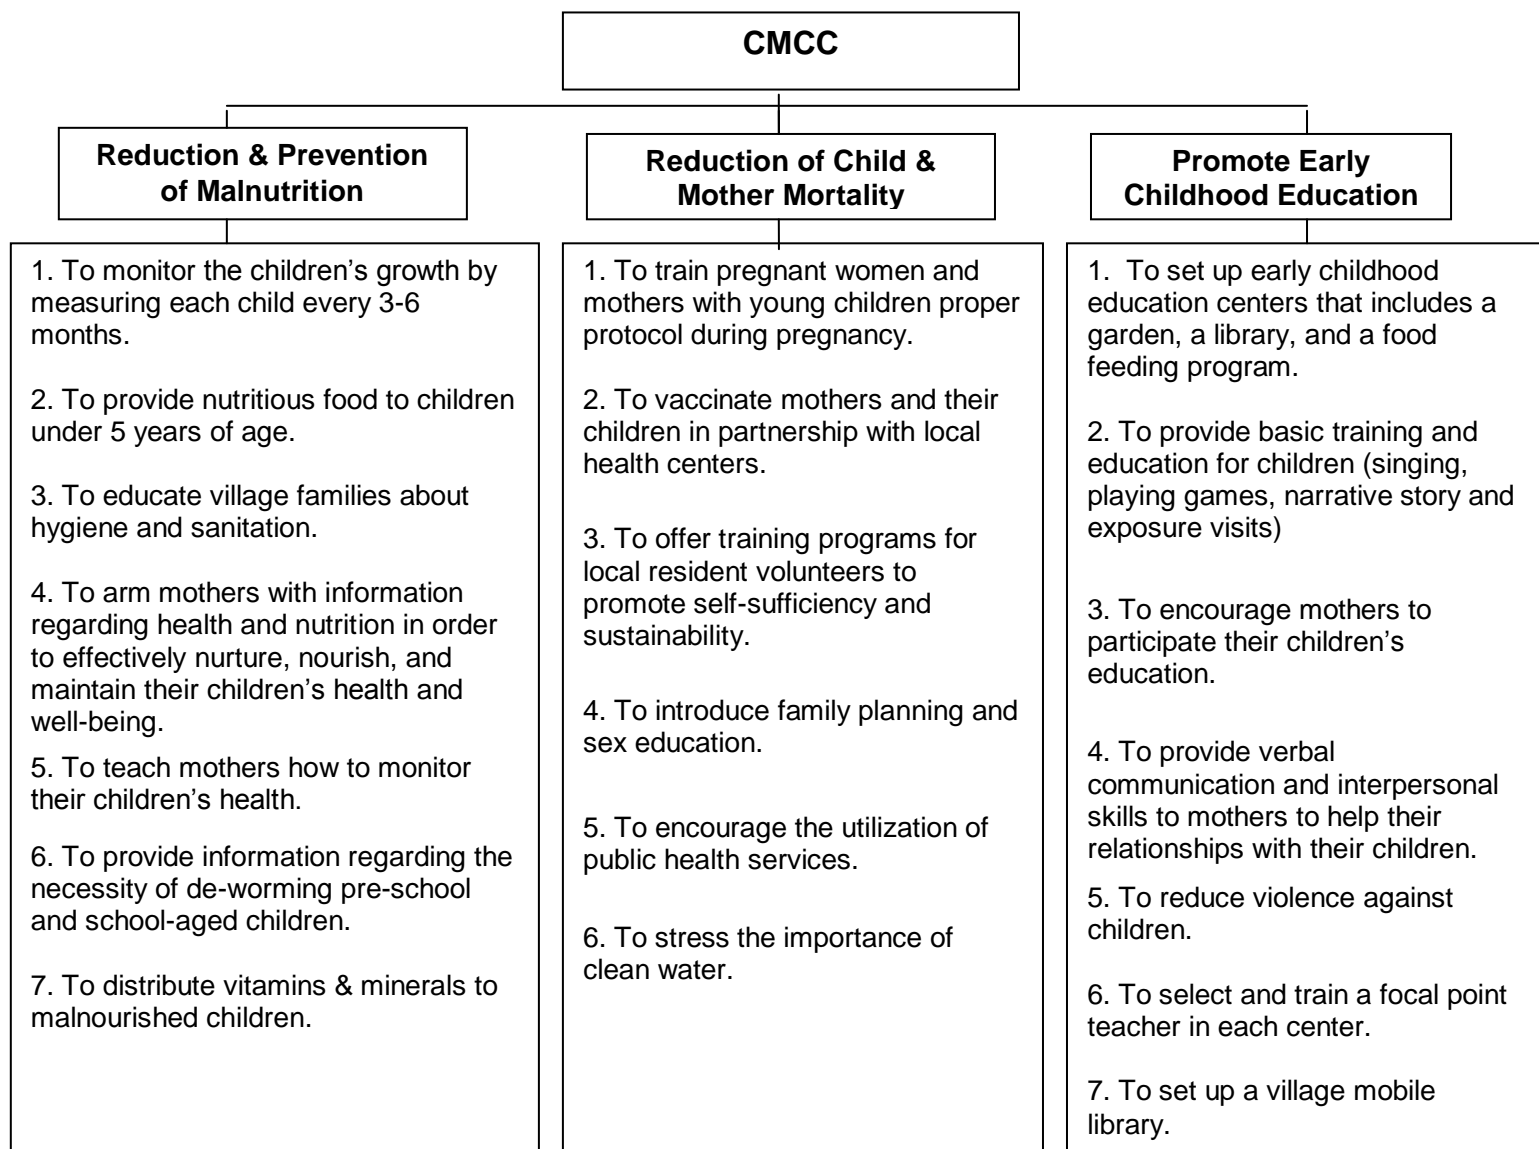 CMCC
Reduction & Prevention
of Malnutrition
1. To monitor the children’s growth by
measuring each child every 3-6
months.
2. To provide nutritious food to children
under 5 years of age.
3. To educate village families about
hygiene and sanitation.
4. To arm mothers with information
regarding health and nutrition in order
to effectively nurture, nourish, and
maintain their children’s health and
well-being.
5. To teach mothers how to monitor
their children’s health.
6. To provide information regarding the
necessity of de-worming pre-school
and school-aged children.
7. To distribute vitamins & minerals to
malnourished children.
Reduction of Child &
Mother Mortality
1. To train pregnant women and
mothers with young children proper
protocol during pregnancy.
2. To vaccinate mothers and their
children in partnership with local
health centers.
3. To offer training programs for
local resident volunteers to
promote self-sufficiency and
sustainability.
4. To introduce family planning and
sex education.
5. To encourage the utilization of
public health services.
6. To stress the importance of
clean water.
Promote Early
Childhood Education
1.  To set up early childhood
education centers that includes a
garden, a library, and a food
feeding program.
2. To provide basic training and
education for children (singing,
playing games, narrative story and
exposure visits)
3. To encourage mothers to
participate their children’s
education.
4. To provide verbal
communication and interpersonal
skills to mothers to help their
relationships with their children.
5. To reduce violence against
children.
6. To select and train a focal point
teacher in each center.
7. To set up a village mobile
library.